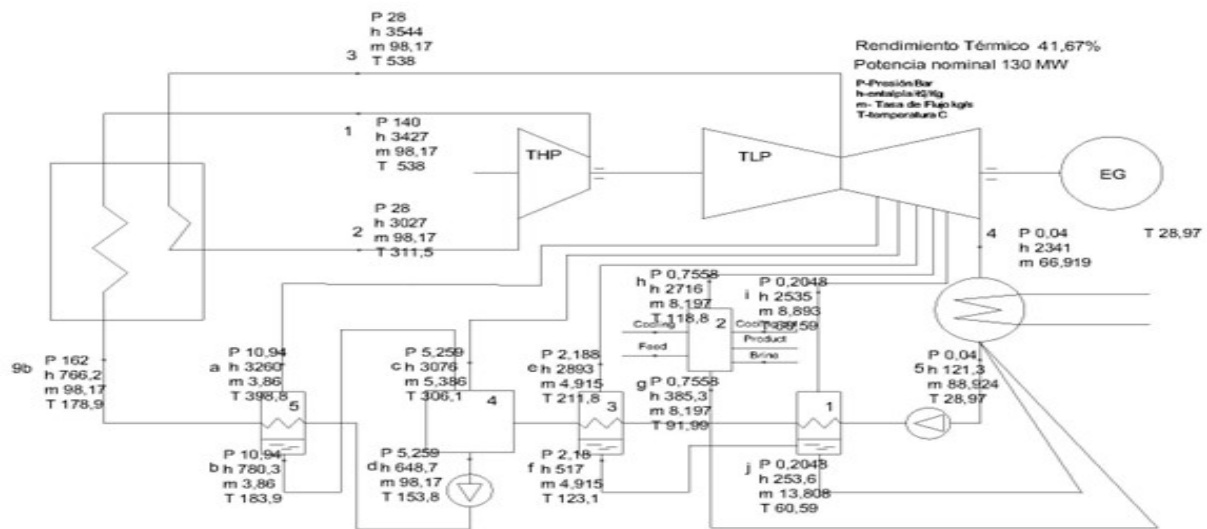 P 28
h 3544
m 98,17
T 538
3
Rendimiento Térmico 41,67%
Potencia nominal 130 MW
P-Presión Bar
h-entalpia kj/Kg
m- Tasa de Flujo kg/s
T-temperatura C
1
P 140
h 3427
m 98,17
T 538
THP
TLP
EG
2
P 28
h 3027
m 98,17
T 311,5
4
P 0,04
h 2341
m 66,919
T 28,97
h
P 0,7558
h 2716
m 8,197
T 118,8
i
P 0,2048
h 2535
m 8,893
2
Cooling
Feed
Product
Brine
9b
P 162
h 766,2
m 98,17
T 178,9
a
P 10,94
h 3260
m 3,86
T 398,8
5
c
P 5,259
h 3076
m 5,386
T 306,1
4
e
P 2,188
h 2893
m 4,915
T 211,8
3
g
P 0,7558
h 385,3
m 8,197
T 91,99
1
5
P 0,04
h 121,3
m 88,924
T 28,97
b
P 10,94
h 780,3
m 3,86
T 183,9
d
P 5,259
h 648,7
m 98,17
T 153,8
f
P 2,18
h 517
m 4,915
T 123,1
j
P 0,2048
h 253,6
m 13,808
T 60,59